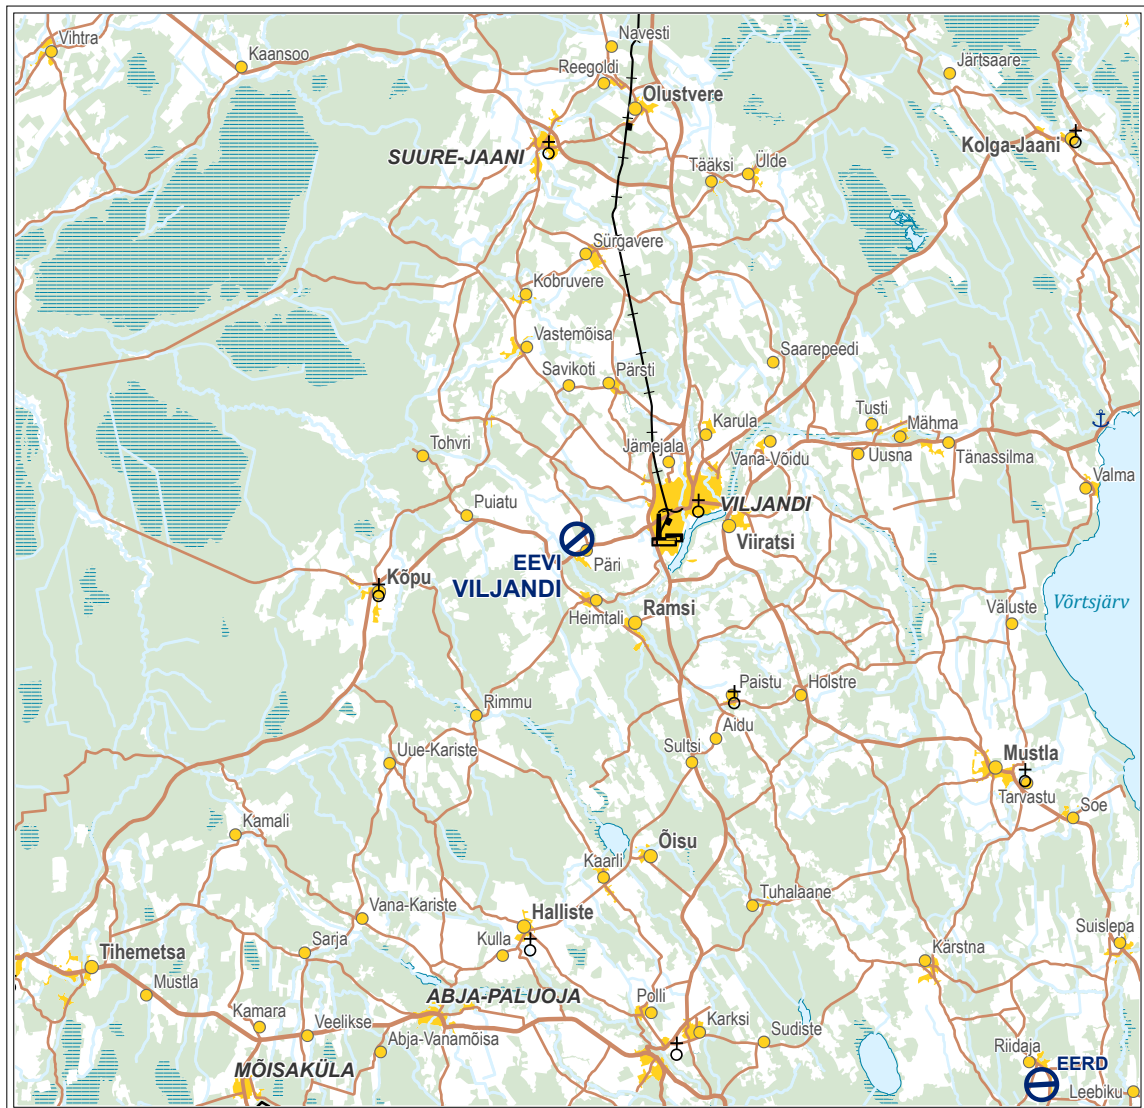 Navesti
Vihtra
Kaansoo
Reegoldi
Järtsaare
Olustvere
Kolga-Jaani
SUURE-JAANI
Tääksi
Ülde
Sürgavere
Kobruvere
Vastemõisa
Saarepeedi
Savikoti
Pärsti
Tusti
Mähma
Karula
Tohvri
Jämejala
Vana-Võidu
Uusna
Tänassilma
Valma
Puiatu
VILJANDI
Viiratsi
EEVI
Päri
VILJANDI
Kõpu
Võrtsjärv
Heimtali
Ramsi
Väluste
Paistu
Holstre
Rimmu
Aidu
Uue-Kariste
Sultsi
Mustla
Tarvastu
Soe
Kamali
Õisu
Kaarli
Tuhalaane
Vana-Kariste
Halliste
Suislepa
Kulla
Sarja
Tihemetsa
Kärstna
Mustla
ABJA-PALUOJA
Polli
Kamara
Karksi
Veelikse
Sudiste
Abja-Vanamõisa
Riidaja
MÕISAKÜLA
EERD
Leebiku